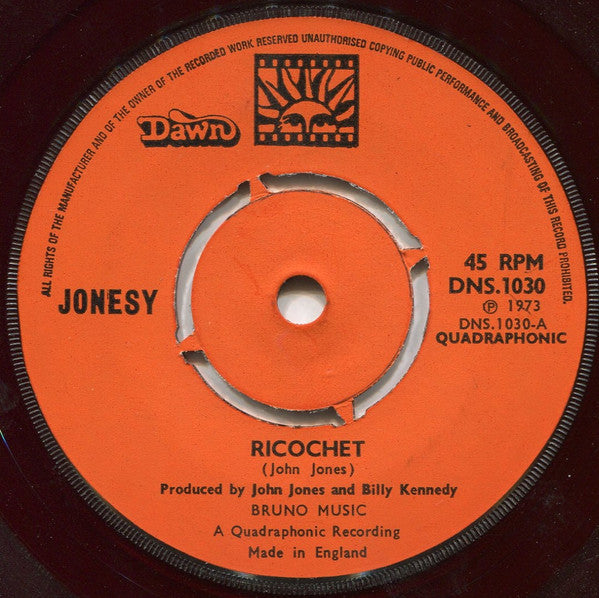 ALL RIGHTS OF THE MANUFACTURER AND OF THE OWNER OF THE RECORDED WORK RESERVED UNAUTHORISED COPYING PUBLIC PERFORMANCE AND BROADCASTING OF THIS RECORD PROHIBITED.
Dawn
JONESY
45 RPM
DNS.1030
℗ 1973
DNS.1030-A
QUADRAPHONIC
RICOCHET
(John Jones)
Produced by John Jones and Billy Kennedy
BRUNO MUSIC
A Quadraphonic Recording
Made in England